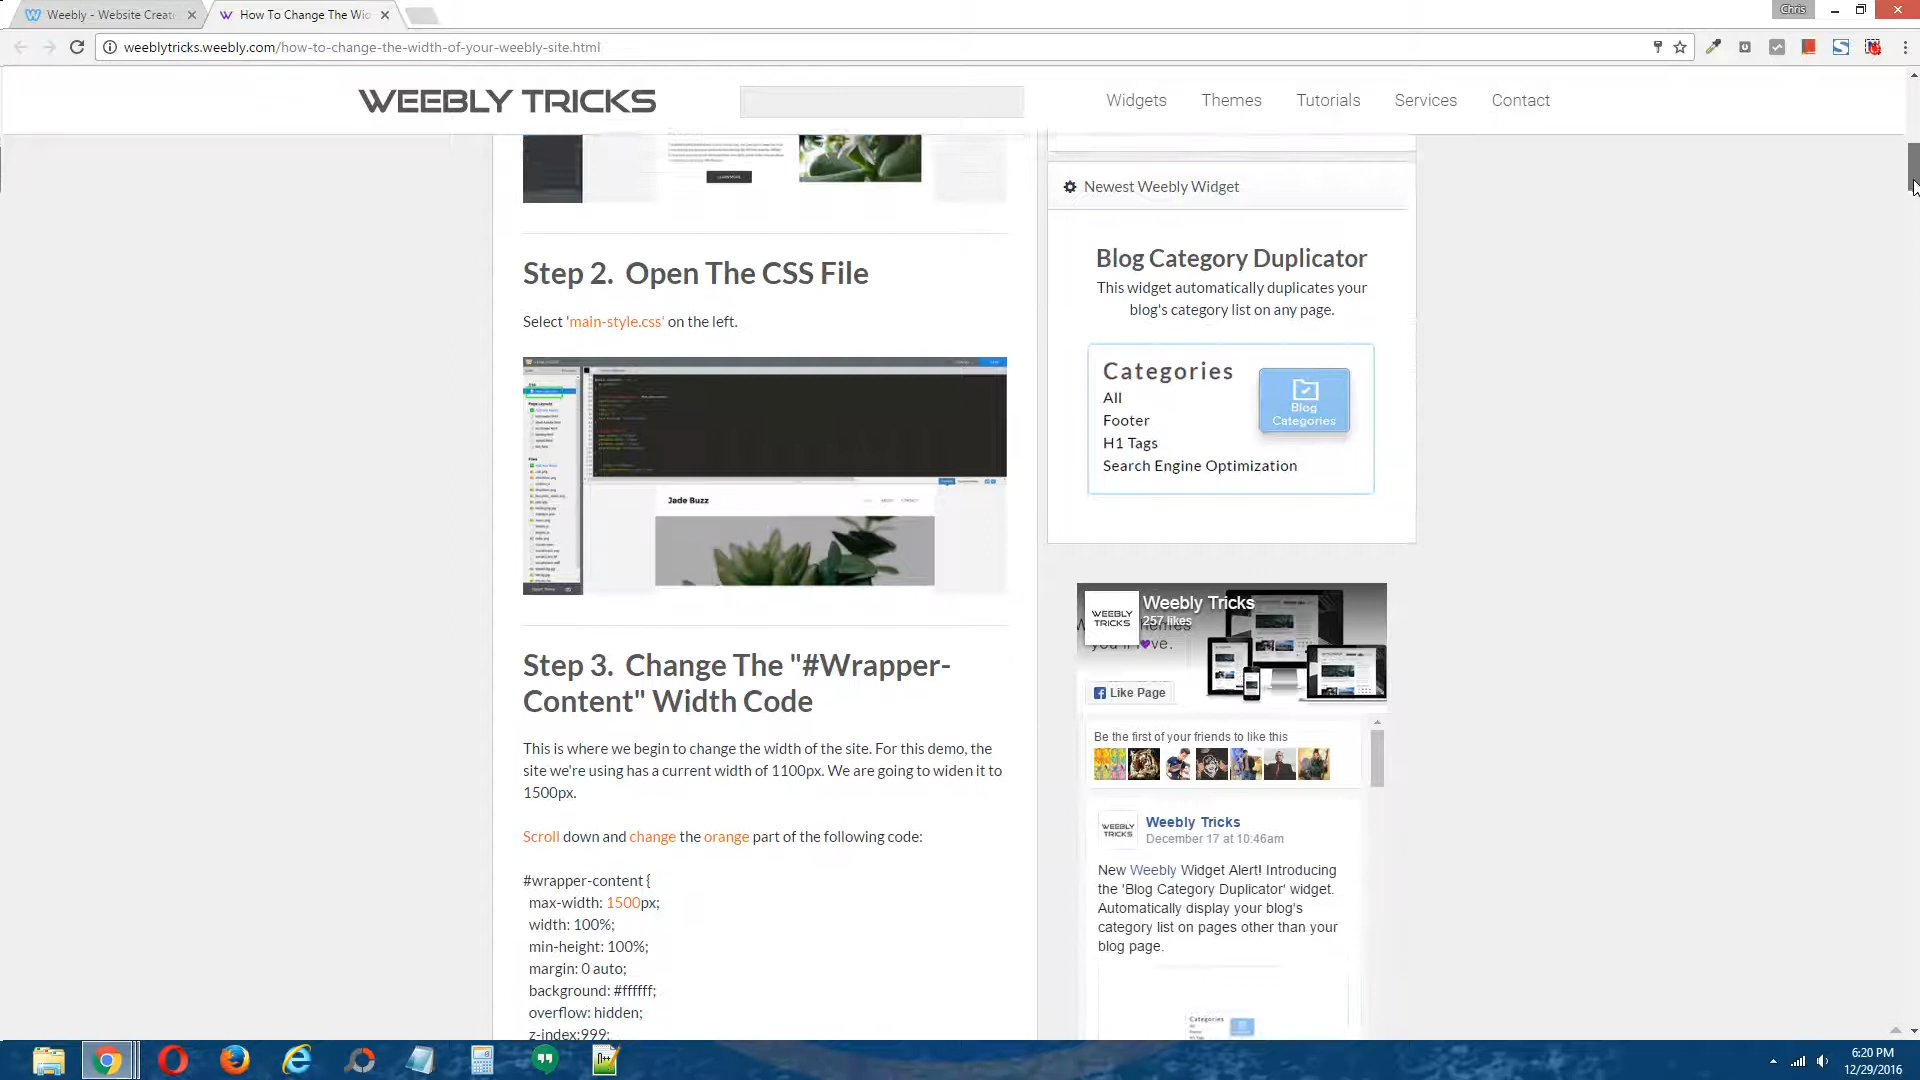 Weebly - Website Creat
How To Change The Wid
Chris
weeblytricks.weebly.com/how-to-change-the-width-of-your-weebly-site.html
WEEBLY TRICKS
Widgets
Themes
Tutorials
Services
Contact
LEARN MORE
Step 2.  Open The CSS File
Select 'main-style.css' on the left.
Jade Buzz
ABOUT
CONTACT
Step 3.  Change The "#Wrapper-
Content" Width Code
This is where we begin to change the width of the site. For this demo, the
site we're using has a current width of 1100px. We are going to widen it to
1500px.
Scroll down and change the orange part of the following code:
#wrapper-content {
max-width: 1500px;
width: 100%;
min-height: 100%;
margin: 0 auto;
background: #ffffff;
overflow: hidden;
z-index:999;
Newest Weebly Widget
Blog Category Duplicator
This widget automatically duplicates your
blog's category list on any page.
Categories
All
Footer
H1 Tags
Search Engine Optimization
Blog
Categories
WEEBLY
TRICKS
Weebly Tricks
257 likes
Like Page
Be the first of your friends to like this
WEEBLY
TRICKS
Weebly Tricks
December 17 at 10:46am
New Weebly Widget Alert! Introducing
the 'Blog Category Duplicator' widget.
Automatically display your blog's
category list on pages other than your
blog page.
Categories
6:20 PM
12/29/2016